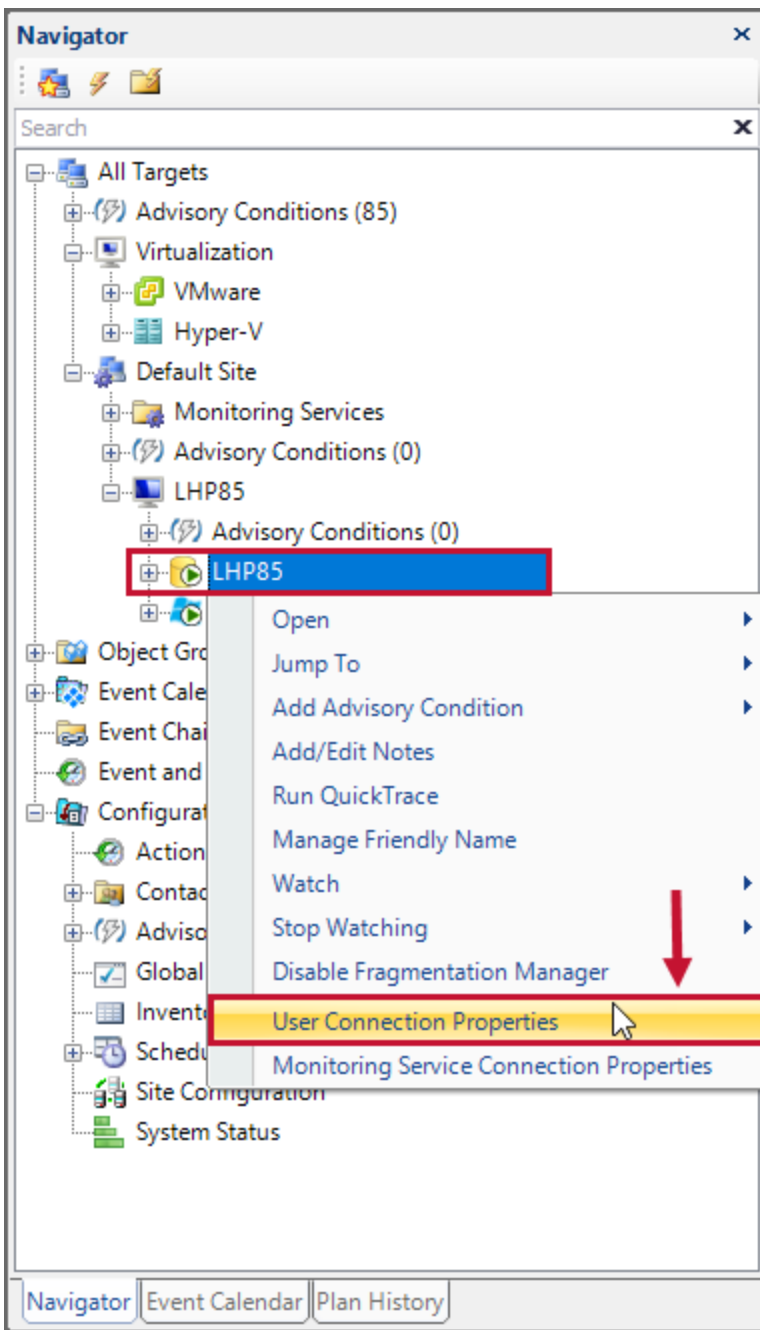 Navigator
Search
All Targets
Advisory Conditions (85)
Virtualization
VMware
Hyper-V
Default Site
Monitoring Services
Advisory Conditions (0)
LHP85
Advisory Conditions (0)
LHP85
Open
Object Gro
Jump To
Event Cale
Add Advisory Condition
Event Chai
Add/Edit Notes
Event and
Run QuickTrace
Configurat
Manage Friendly Name
Action
Watch
Contac
Stop Watching
Adviso
Disable Fragmentation Manager
Global
User Connection Properties
Invento
Monitoring Service Connection Properties
Schedu
Site Configuration
System Status
Navigator Event Calendar Plan History